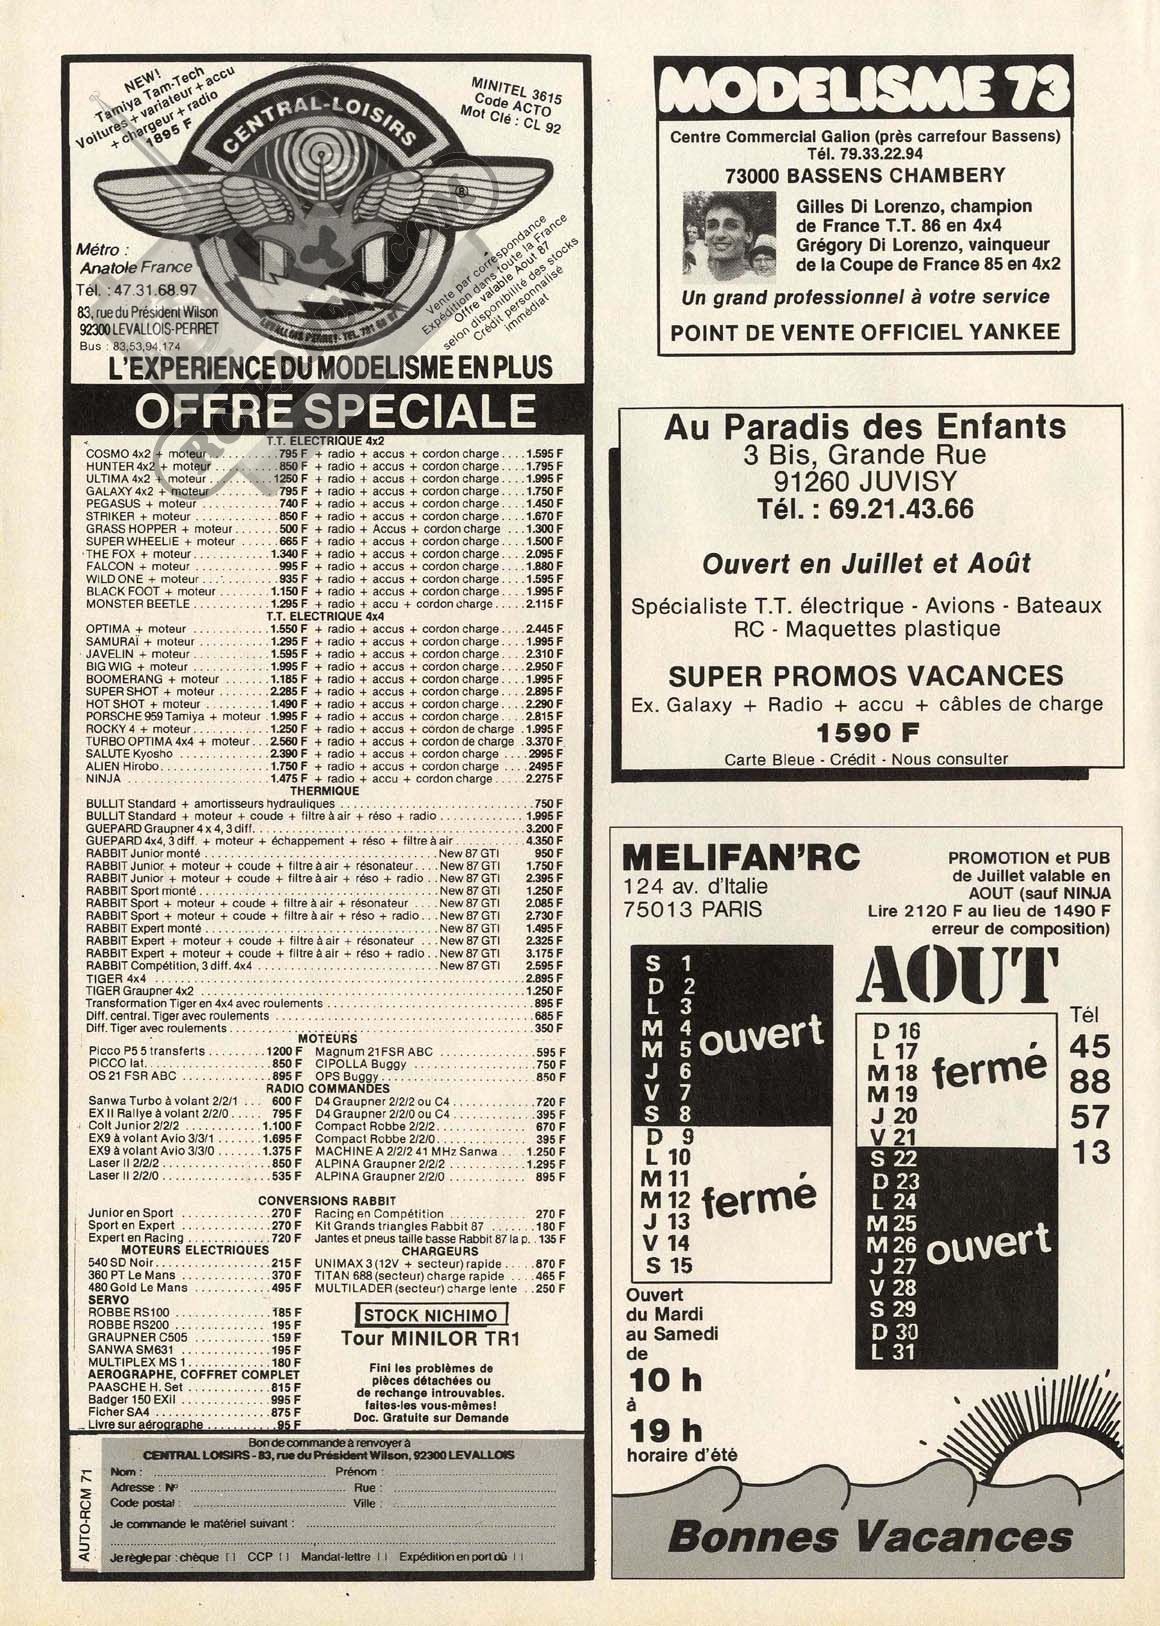 NEW!
Tamiya Tam-Tech
Voitures + variateur + accu
+ chargeur + radio
1895 F
MINITEL 3615
Code ACTO
Mot Clé : CL 92
CENTRAL-LOISIRS
®
Métro :
Anatole France
Tél. : 47.31.68.97
83, rue du Président Wilson
92300 LEVALLOIS-PERRET
Bus : 83,53,94,174
Vente par correspondance
Expédition dans toute la France
Offre valable Aout 87
selon disponibilité des stocks
Crédit personnalisé
immédiat
L'EXPERIENCE DU MODELISME EN PLUS
OFFRE SPECIALE
T.T. ELECTRIQUE 4x2
COSMO 4x2 + moteur ........ 795 F + radio + accus + cordon charge .... 1.595 F
HUNTER 4x2 + moteur ........ 850 F + radio + accus + cordon charge .... 1.795 F
ULTIMA 4x2 + moteur ........ 1250 F + radio + accus + cordon charge .... 1.995 F
GALAXY 4x2 + moteur ........ 795 F + radio + accus + cordon charge .... 1.750 F
PEGASUS + moteur ........ 740 F + radio + accus + cordon charge .... 1.450 F
STRIKER + moteur ........ 850 F + radio + accus + cordon charge .... 1.670 F
GRASS HOPPER + moteur ........ 500 F + radio + Accus + cordon charge .... 1.300 F
SUPER WHEELIE + moteur ........ 665 F + radio + accus + cordon charge .... 1.500 F
THE FOX + moteur ........ 1.340 F + radio + accus + cordon charge .... 2.095 F
FALCON + moteur ........ 995 F + radio + accus + cordon charge .... 1.880 F
WILD ONE + moteur ........ 935 F + radio + accus + cordon charge .... 1.595 F
BLACK FOOT + moteur ........ 1.150 F + radio + accus + cordon charge .... 1.995 F
MONSTER BEETLE ........ 1.295 F + radio + accu + cordon charge .... 2.115 F
T.T. ELECTRIQUE 4x4
OPTIMA + moteur ........ 1.550 F + radio + accus + cordon charge .... 2.445 F
SAMURAÏ + moteur ........ 1.295 F + radio + accus + cordon charge .... 1.995 F
JAVELIN + moteur ........ 1.595 F + radio + accus + cordon charge .... 2.310 F
BIG WIG + moteur ........ 1.995 F + radio + accus + cordon charge .... 2.950 F
BOOMERANG + moteur ........ 1.185 F + radio + accus + cordon charge .... 1.995 F
SUPER SHOT + moteur ........ 2.285 F + radio + accus + cordon charge .... 2.895 F
HOT SHOT + moteur ........ 1.490 F + radio + accus + cordon charge .... 2.290 F
PORSCHE 959 Tamiya + moteur . 1.995 F + radio + accus + cordon charge .... 2.815 F
ROCKY 4 + moteur ........ 1.250 F + radio + accus + cordon de charge . 1.995 F
TURBO OPTIMA 4x4 + moteur ... 2.560 F + radio + accus + cordon de charge . 3.370 F
SALUTE Kyosho ........ 2.390 F + radio + accus + cordon charge .... 2995 F
ALIEN Hirobo ........ 1.750 F + radio + accus + cordon charge .... 2495 F
NINJA ........ 1.475 F + radio + accu + cordon charge .... 2.275 F
THERMIQUE
BULLIT Standard + amortisseurs hydrauliques ........ 750 F
BULLIT Standard + moteur + coude + filtre à air + réso + radio ........ 1.995 F
GUEPARD Graupner 4 x 4, 3 diff. ........ 3.200 F
GUEPARD 4x4, 3 diff. + moteur + échappement + réso + filtre à air ........ 4.350 F
RABBIT Junior monté ........ New 87 GTI 950 F
RABBIT Junior + moteur + coude + filtre à air + résonateur .... New 87 GTI 1.750 F
RABBIT Junior + moteur + coude + filtre à air + réso + radio .. New 87 GTI 2.395 F
RABBIT Sport monté ........ New 87 GTI 1.250 F
RABBIT Sport + moteur + coude + filtre à air + résonateur .... New 87 GTI 2.085 F
RABBIT Sport + moteur + coude + filtre à air + réso + radio ... New 87 GTI 2.730 F
RABBIT Expert monté ........ New 87 GTI 1.495 F
RABBIT Expert + moteur + coude + filtre à air + résonateur ... New 87 GTI 2.325 F
RABBIT Expert + moteur + coude + filtre à air + réso + radio .. New 87 GTI 3.175 F
RABBIT Compétition, 3 diff. 4x4 ........ New 87 GTI 2.595 F
TIGER 4x4 ........ 2.895 F
TIGER Graupner 4x2 ........ 1.250 F
Transformation Tiger en 4x4 avec roulements ........ 895 F
Diff. central. Tiger avec roulements ........ 685 F
Diff. Tiger avec roulements ........ 350 F
MOTEURS
Picco P5 5 transferts ........ 1200 F Magnum 21 FSR ABC ........ 595 F
PICCO lat. ........ 850 F CIPOLLA Buggy ........ 750 F
OS 21 FSR ABC ........ 895 F OPS Buggy ........ 850 F
RADIO COMMANDES
Sanwa Turbo à volant 2/2/1 ... 600 F D4 Graupner 2/2/2 ou C4 ........ 720 F
EX II Rallye à volant 2/2/0 ..... 795 F D4 Graupner 2/2/0 ou C4 ........ 395 F
Colt Junior 2/2/2 ........ 1.100 F Compact Robbe 2/2/2 ........ 670 F
EX9 à volant Avio 3/3/1 ........ 1.695 F Compact Robbe 2/2/0 ........ 395 F
EX9 à volant Avio 3/3/0 ........ 1.375 F MACHINE A 2/2/2 41 MHz Sanwa .. 1.250 F
Laser II 2/2/2 ........ 850 F ALPINA Graupner 2/2/2 ........ 1.295 F
Laser II 2/2/0 ........ 535 F ALPINA Graupner 2/2/0 ........ 895 F
CONVERSIONS RABBIT
Junior en Sport ........ 270 F Racing en Compétition ........ 270 F
Sport en Expert ........ 270 F Kit Grands triangles Rabbit 87 ....... 180 F
Expert en Racing ........ 720 F Jantes et pneus taille basse Rabbit 87 la p. . 135 F
MOTEURS ELECTRIQUES CHARGEURS
540 SD Noir ........ 215 F UNIMAX 3 (12V + secteur) rapide ..... 870 F
360 PT Le Mans ........ 370 F TITAN 688 (secteur) charge rapide .... 465 F
480 Gold Le Mans ........ 495 F MULTILADER (secteur) charge lente .. 250 F
SERVO
ROBBE RS100 ........ 185 F
ROBBE RS200 ........ 195 F
GRAUPNER C505 ........ 159 F
SANWA SM631 ........ 195 F
MULTIPLEX MS 1 ........ 180 F
AEROGRAPHE, COFFRET COMPLET
PAASCHE H. Set ........ 815 F
Badger 150 EXII ........ 995 F
Ficher SA4 ........ 875 F
Livre sur aérographe ........ 95 F
STOCK NICHIMO
Tour MINILOR TR1
Fini les problèmes de
pièces détachées ou
de rechange introuvables.
faites-les vous-mêmes!
Doc. Gratuite sur Demande
Bon de commande à renvoyer à
CENTRAL LOISIRS - 83, rue du Président Wilson, 92300 LEVALLOIS
Nom : ........ Prénom : ........
Adresse : N° ........ Rue : ........
Code postal : ........ Ville : ........
Je commande le matériel suivant : ........
Je règle par : chèque [ ] CCP [ ] Mandat-lettre [ ] Expédition en port dû [ ]
AUTO-RCM 71
MODELISME 73
Centre Commercial Galion (près carrefour Bassens)
Tél. 79.33.22.94
73000 BASSENS CHAMBERY
Gilles Di Lorenzo, champion
de France T.T. 86 en 4x4
Grégory Di Lorenzo, vainqueur
de la Coupe de France 85 en 4x2
Un grand professionnel à votre service
POINT DE VENTE OFFICIEL YANKEE
Au Paradis des Enfants
3 Bis, Grande Rue
91260 JUVISY
Tél. : 69.21.43.66
Ouvert en Juillet et Août
Spécialiste T.T. électrique - Avions - Bateaux
RC - Maquettes plastique
SUPER PROMOS VACANCES
Ex. Galaxy + Radio + accu + câbles de charge
1590 F
Carte Bleue - Crédit - Nous consulter
MELIFAN'RC
124 av. d'Italie
75013 PARIS
PROMOTION et PUB
de Juillet valable en
AOUT (sauf NINJA
Lire 2120 F au lieu de 1490 F
erreur de composition)
AOUT
S 1
D 2
L 3
M 4
M 5
J 6
V 7
S 8
ouvert
D 9
L 10
M 11
M 12
J 13
V 14
S 15
fermé
D 16
L 17
M 18
M 19
J 20
V 21
fermé
S 22
D 23
L 24
M 25
M 26
J 27
V 28
S 29
D 30
L 31
ouvert
Tél
45
88
57
13
Ouvert
du Mardi
au Samedi
de
10 h
à
19 h
horaire d'été
Bonnes Vacances